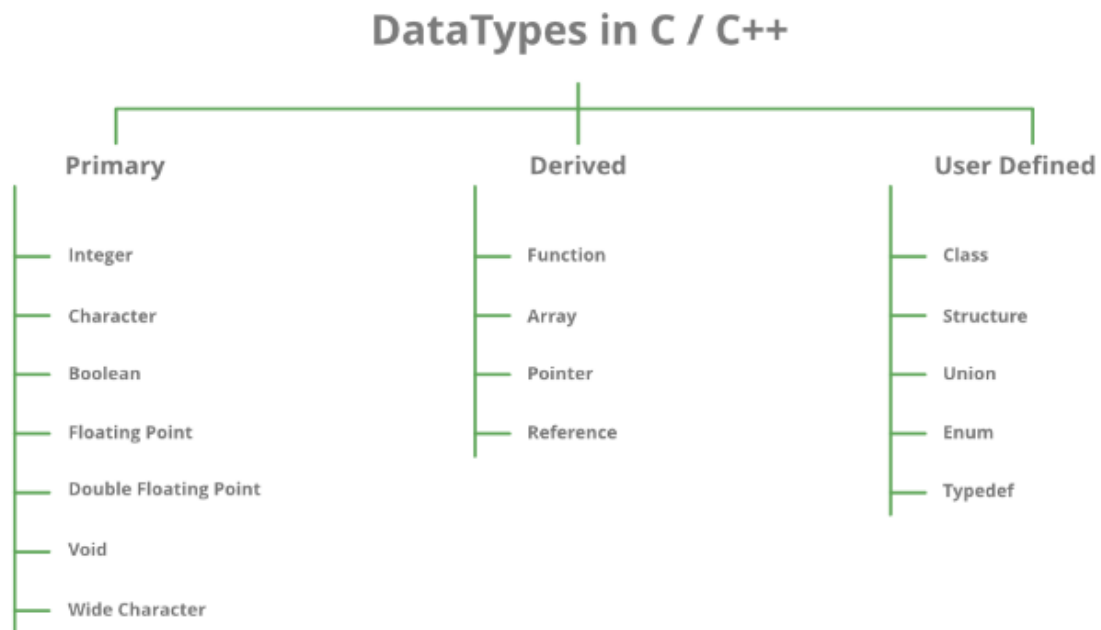 DataTypes in C / C++
Primary
Integer
Character
Boolean
Floating Point
Double Floating Point
Void
Wide Character
Derived
Function
Array
Pointer
Reference
User Defined
Class
Structure
Union
Enum
Typedef